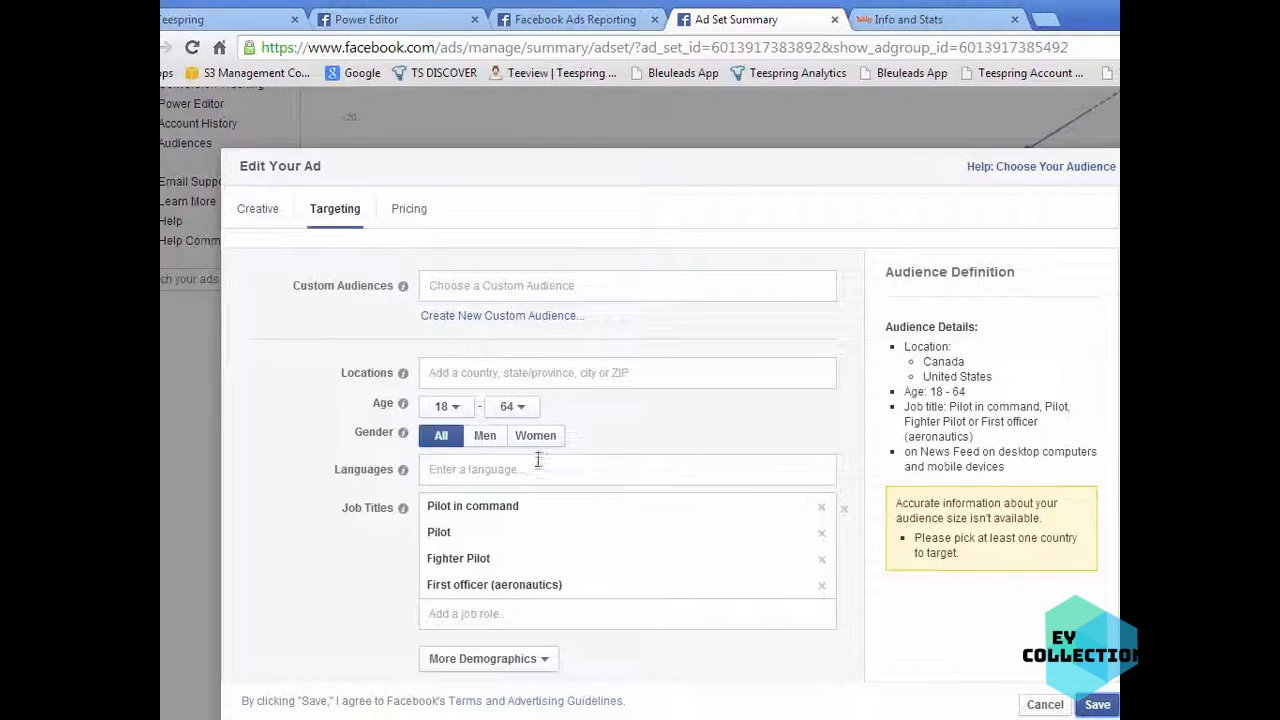 eespring
Power Editor
Facebook Ads Reporting
Ad Set Summary
Info and Stats
https://www.facebook.com/ads/manage/summary/adset/?ad_set_id=6013917383892&show_adgroup_id=6013917385492
ps
S3 Management Co...
Google
TS DISCOVER
Teeview | Teespring ...
Bleuleads App
Teespring Analytics
Bleuleads App
Teespring Account ...
Power Editor
Account History
Audiences
Email Suppo
Learn More
Help
Help Comm
ch your ads
Edit Your Ad
Help: Choose Your Audience
Creative
Targeting
Pricing
Custom Audiences
Choose a Custom Audience
Create New Custom Audience...
Locations
Add a country, state/province, city or ZIP
Age
18
-
64
Gender
All
Men
Women
Languages
Enter a language...
Job Titles
Pilot in command
Pilot
Fighter Pilot
First officer (aeronautics)
Add a job role..
More Demographics
Audience Definition
Audience Details:
Location:
Canada
United States
Age: 18 - 64
Job title: Pilot in command, Pilot,
Fighter Pilot or First officer
(aeronautics)
on News Feed on desktop computers
and mobile devices
Accurate information about your
audience size isn't available.
Please pick at least one country
to target.
By clicking "Save," I agree to Facebook's Terms and Advertising Guidelines.
Cancel
Save
EY
COLLECTION